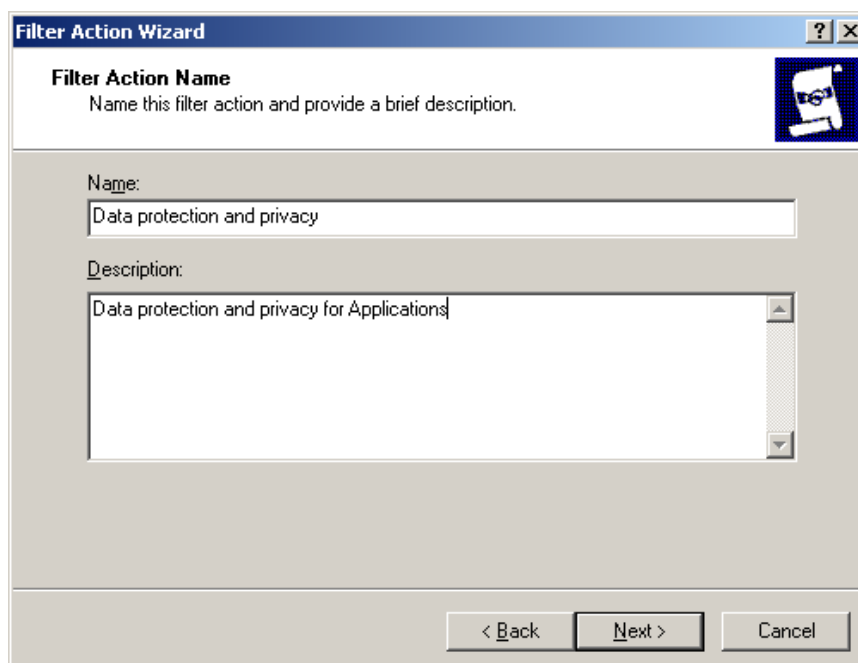 Filter Action Wizard
Filter Action Name
Name this filter action and provide a brief description.
Name:
Data protection and privacy
Description:
Data protection and privacy for Applications
< Back Next > Cancel